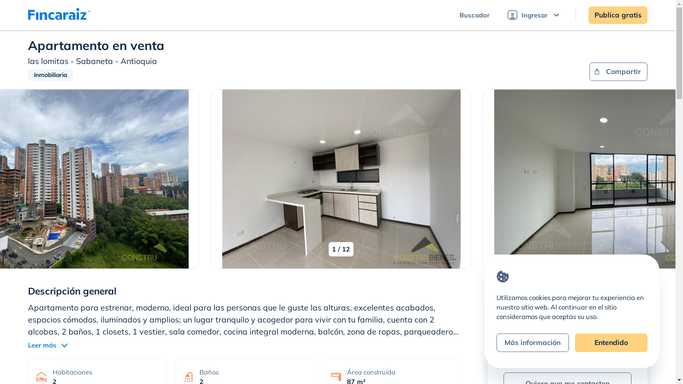 Fincaraiz
Buscador
Ingresar
Publica gratis
Apartamento en venta
las lomitas - Sabaneta - Antioquia
Inmobiliaria
Compartir
1 / 12
Descripción general
Apartamento para estrenar, moderno, ideal para las personas que le guste las alturas, excelentes acabados,
espacios cómodos, iluminados y amplios; un lugar tranquilo y acogedor para vivir con tu familia, cuenta con 2
alcobas, 2 baños, 1 closets, 1 vestier, sala comedor, cocina integral moderna, balcón, zona de ropas, parqueadero...
Leer más
Habitaciones
2
Baños
2
Área construida
87 m²
Utilizamos cookies para mejorar tu experiencia en
nuestro sitio web. Al continuar en el sitio
consideramos que aceptas su uso.
Más información
Entendido
Quiero que me contacten